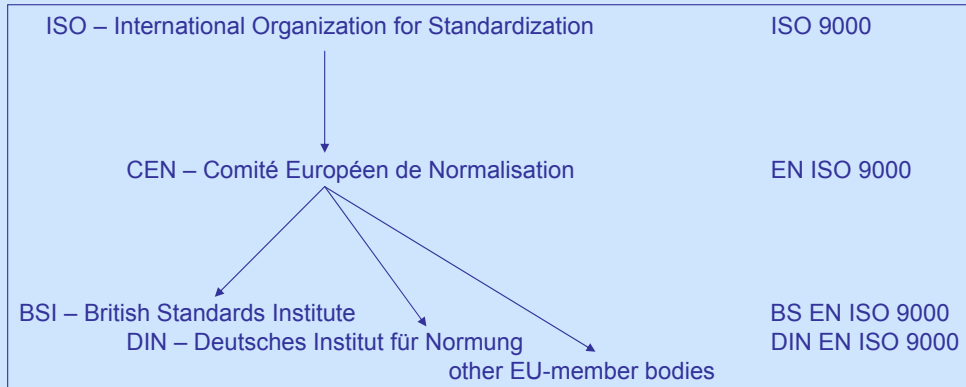 ISO – International Organization for Standardization ISO 9000
CEN – Comité Européen de Normalisation EN ISO 9000
BSI – British Standards Institute BS EN ISO 9000
DIN – Deutsches Institut für Normung DIN EN ISO 9000
other EU-member bodies